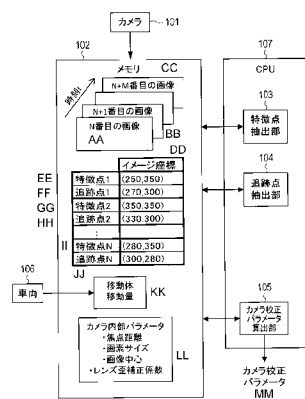 カメラ 101
102
107
メモリ CC
CPU
時間
N+M番目の画像
N+1番目の画像
BB
N番目の画像
AA
103
特徴点
抽出部
DD
イメージ座標
EE 特徴点1 (250,350)
FF 追跡点1 (270,300)
GG 特徴点2 (350,350)
HH 追跡点2 (330,300)
II : :
特徴点N (280,350)
追跡点N (300,280)
JJ
104
追跡点
抽出部
106
車両
移動体
移動量
KK
105
カメラ校正
パラメータ
算出部
カメラ内部パラメータ
・焦点距離
・画素サイズ
・画像中心
・レンズ歪補正係数
LL
カメラ校正
パラメータ
MM